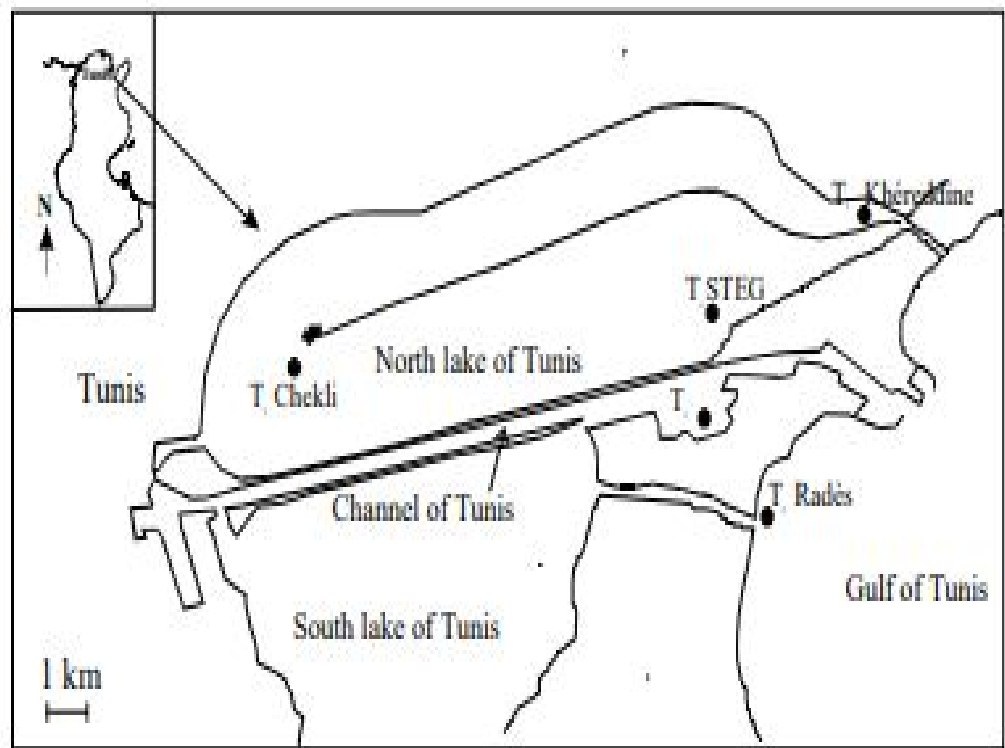 Tunis
N
T. Khéreddine
T STEG
North lake of Tunis
Tunis
T. Chekli
T.
Channel of Tunis
T. Radès
Gulf of Tunis
South lake of Tunis
1 km